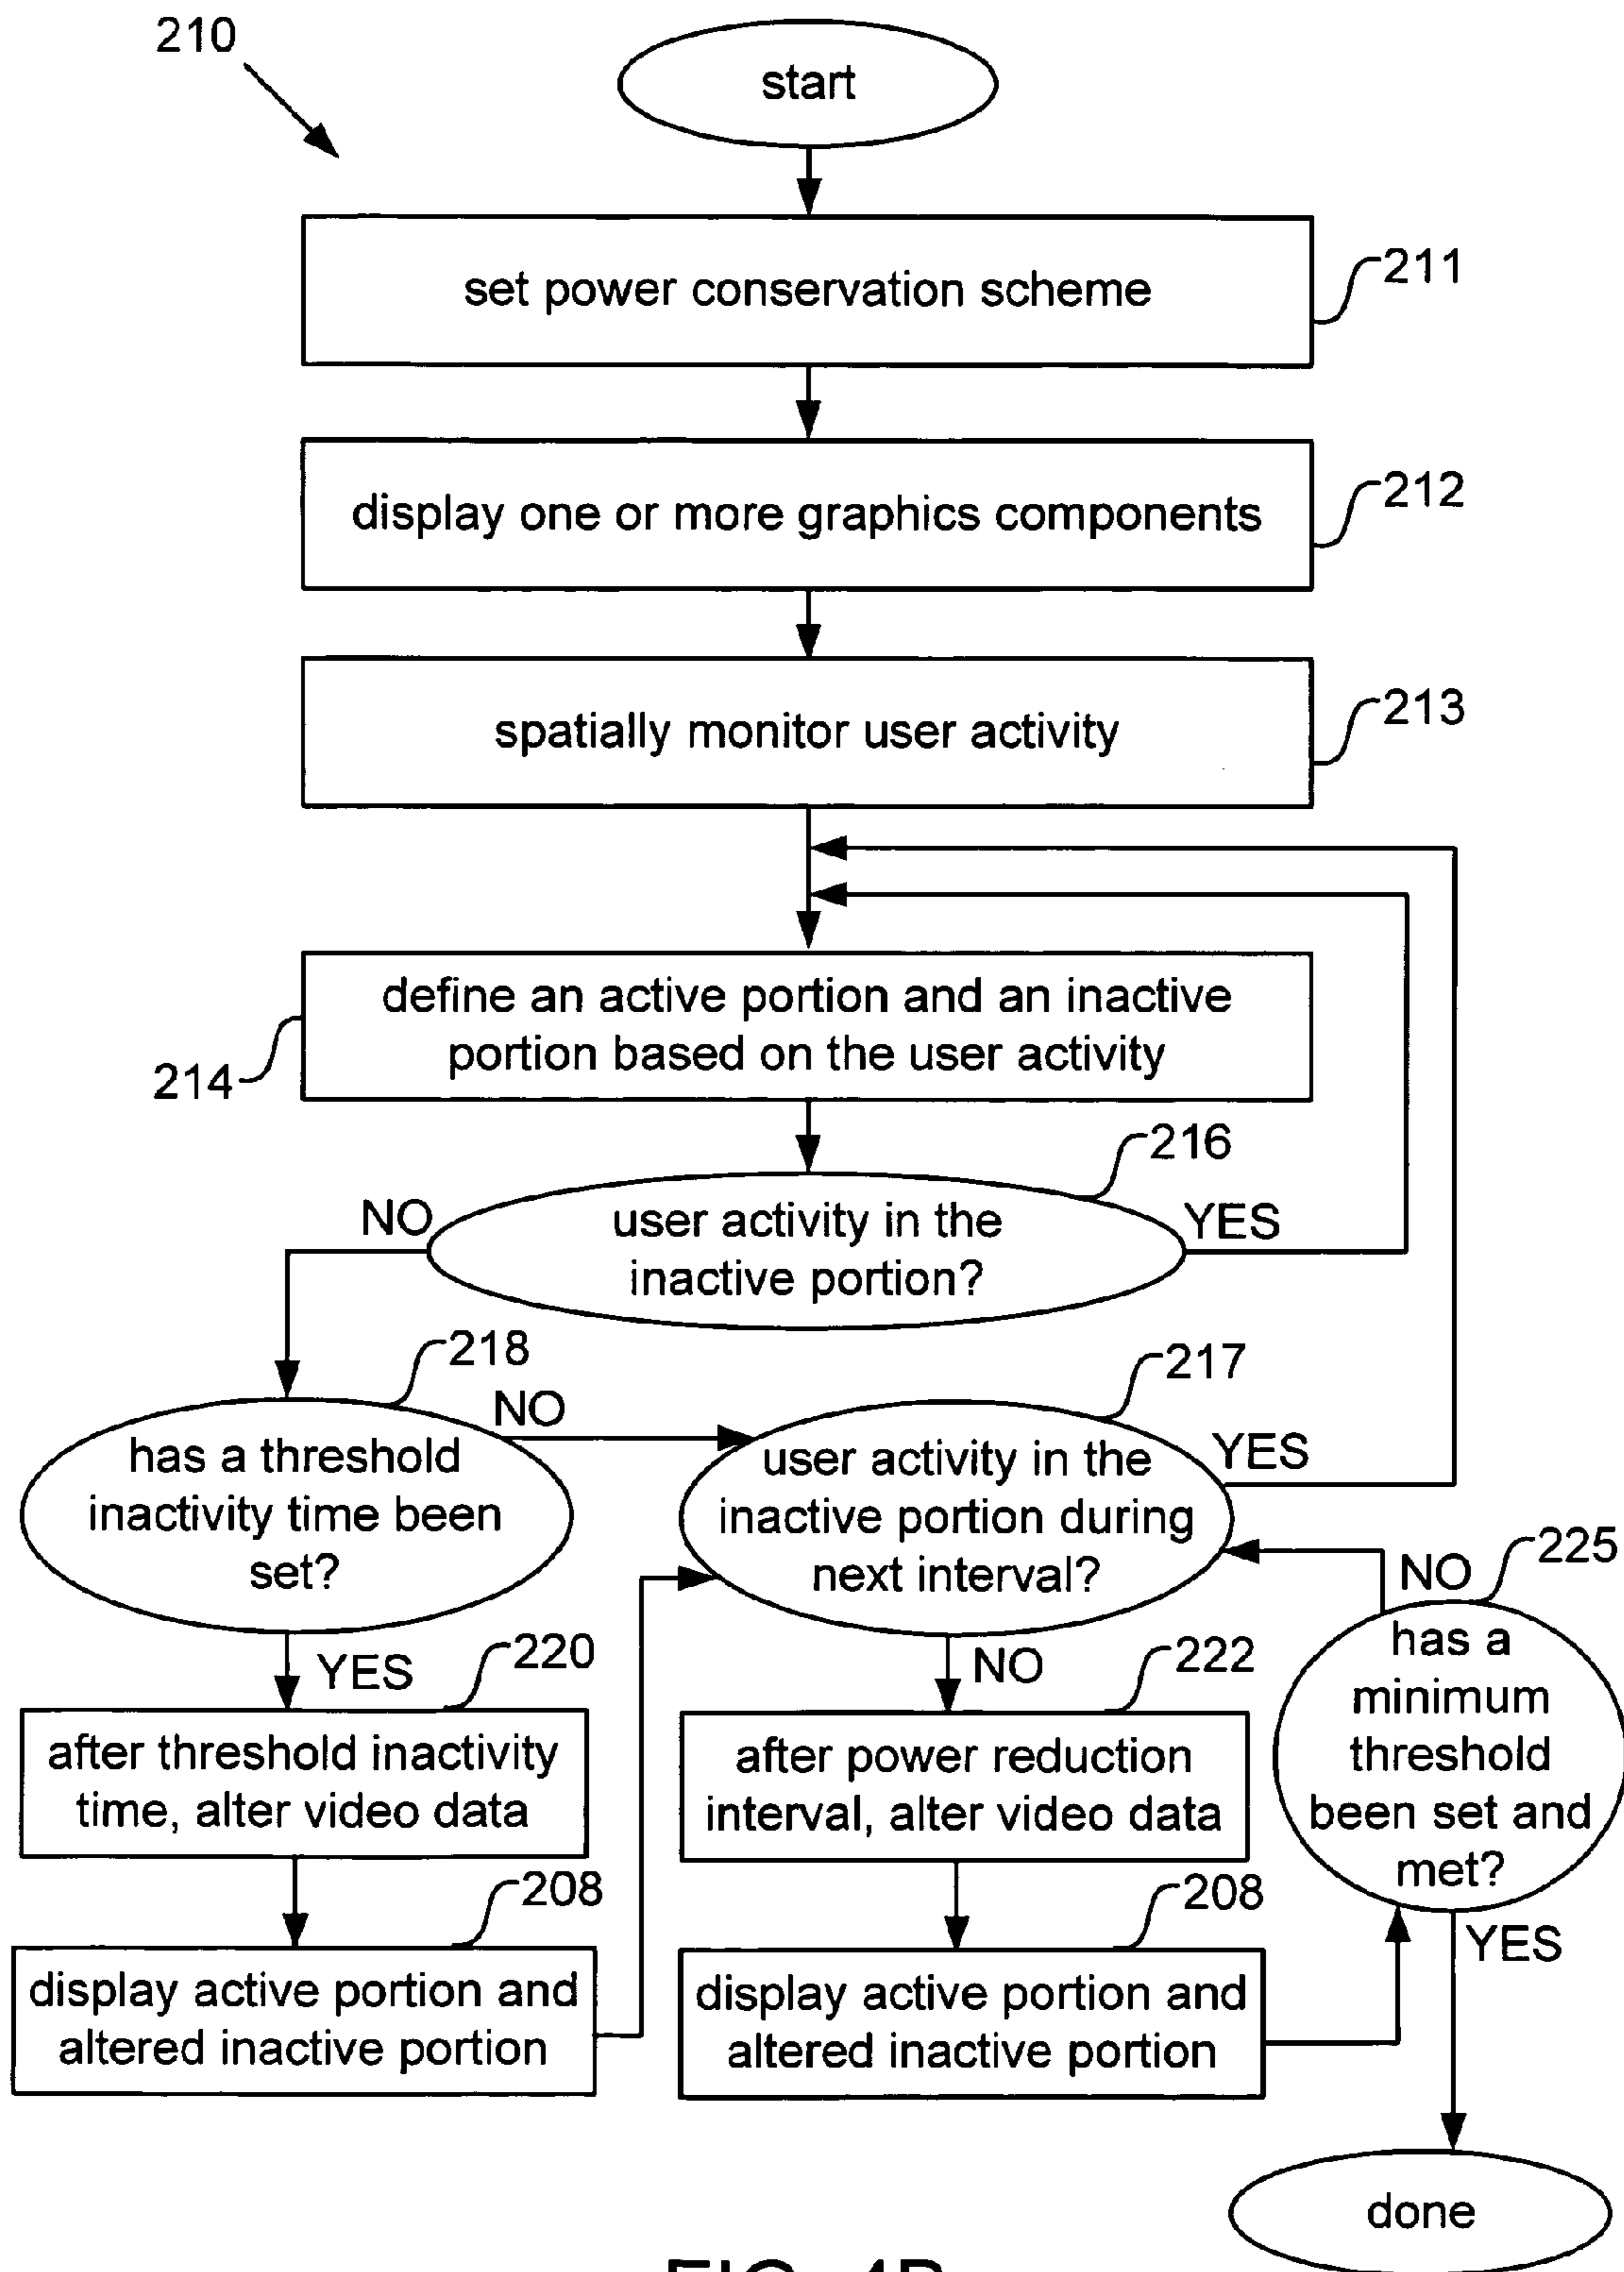 210
start
set power conservation scheme
211
display one or more graphics components
212
spatially monitor user activity
213
define an active portion and an inactive
portion based on the user activity
214
216
NO
user activity in the
inactive portion?
YES
218
NO
has a threshold
inactivity time been
set?
217
user activity in the
inactive portion during
next interval?
YES
225
NO
has a
minimum
threshold
been set and
met?
YES
220
after threshold inactivity
time, alter video data
NO
222
after power reduction
interval, alter video data
208
display active portion and
altered inactive portion
208
display active portion and
altered inactive portion
YES
done